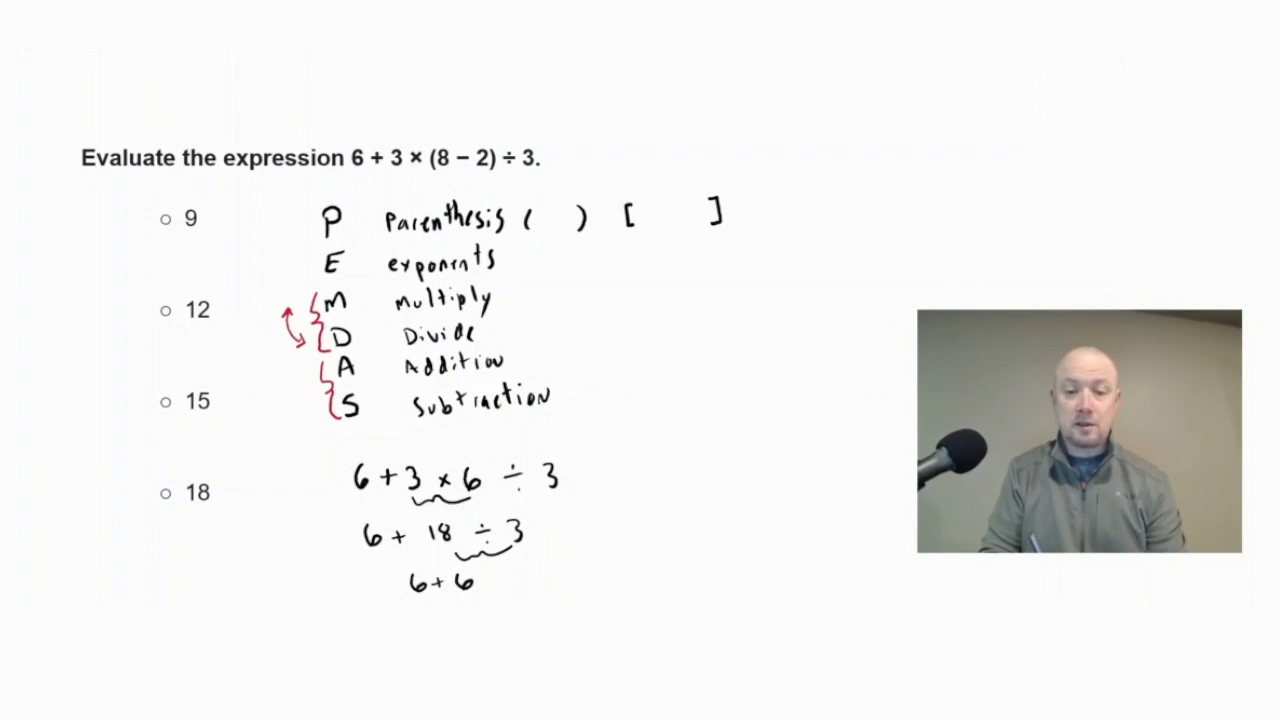 Evaluate the expression 6 + 3 × (8 − 2) ÷ 3.
9
P Parenthesis ( ) [ ]
E exponents
12
M Multiply
D Divide
A Addition
15
S Subtraction
6 + 3 × 6 ÷ 3
18
6 + 18 ÷ 3
6 + 6